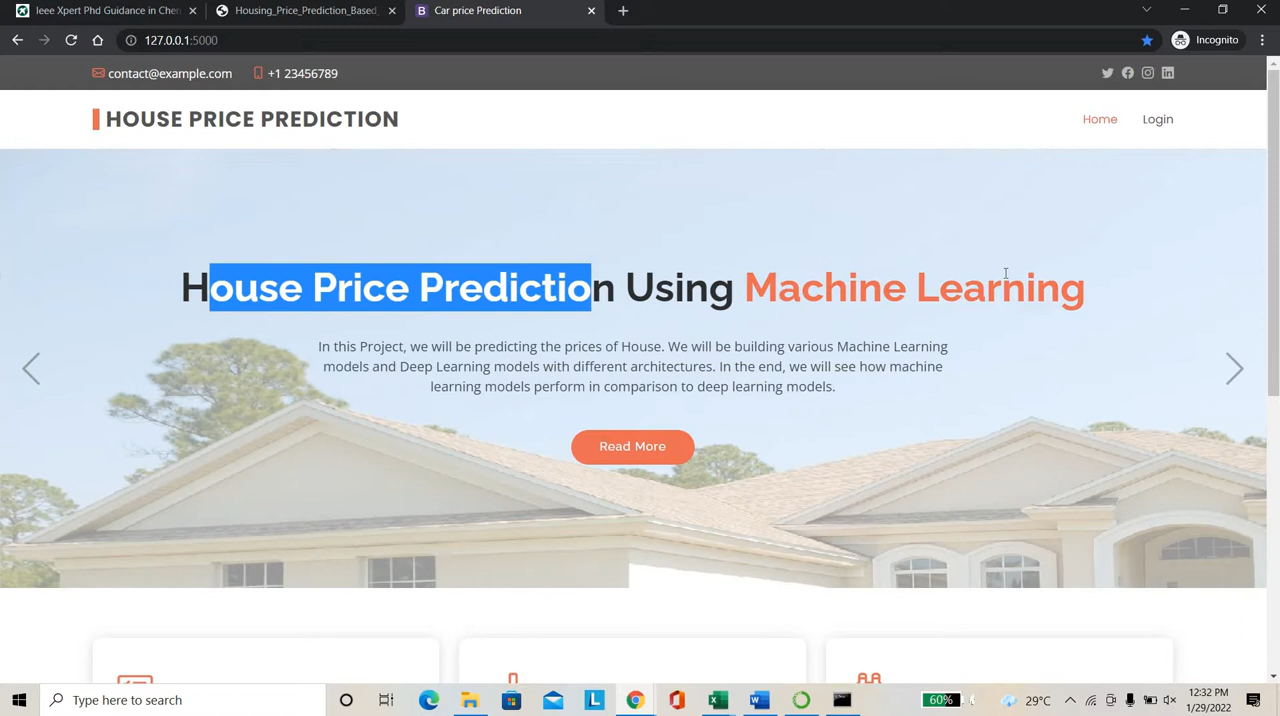 Ieee Xpert Phd Guidance in Chen
Housing_Price_Prediction_Based_
Car price Prediction
127.0.0.1:5000
Incognito
contact@example.com
+1 23456789
HOUSE PRICE PREDICTION
Home
Login
House Price Prediction Using Machine Learning
In this Project, we will be predicting the prices of House. We will be building various Machine Learning
models and Deep Learning models with different architectures. In the end, we will see how machine
learning models perform in comparison to deep learning models.
Read More
Type here to search
60%
29°C
12:32 PM
1/29/2022